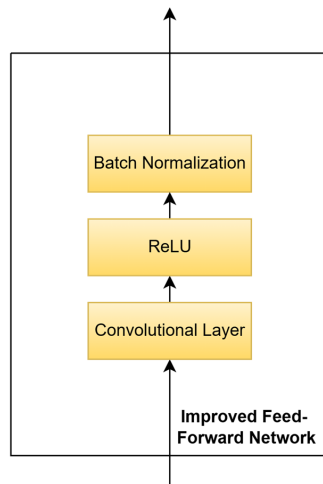 Batch Normalization
ReLU
Convolutional Layer
Improved Feed-
Forward Network